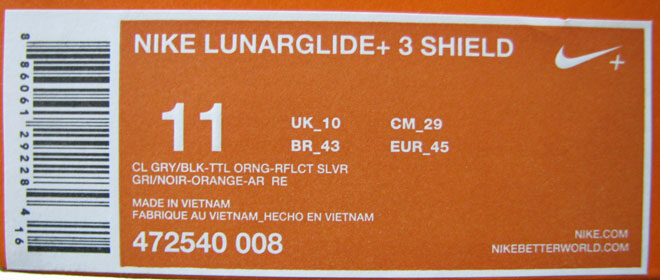 NIKE LUNARGLIDE+ 3 SHIELD
11
UK_10 CM_29
BR_43 EUR_45
CL GRY/BLK-TTL ORNG-RFLCT SLVR
GRI/NOIR-ORANGE-AR RE
MADE IN VIETNAM
FABRIQUE AU VIETNAM_HECHO EN VIETNAM
472540 008
NIKE.COM
NIKEBETTERWORLD.COM
8 86061 29228 4 16